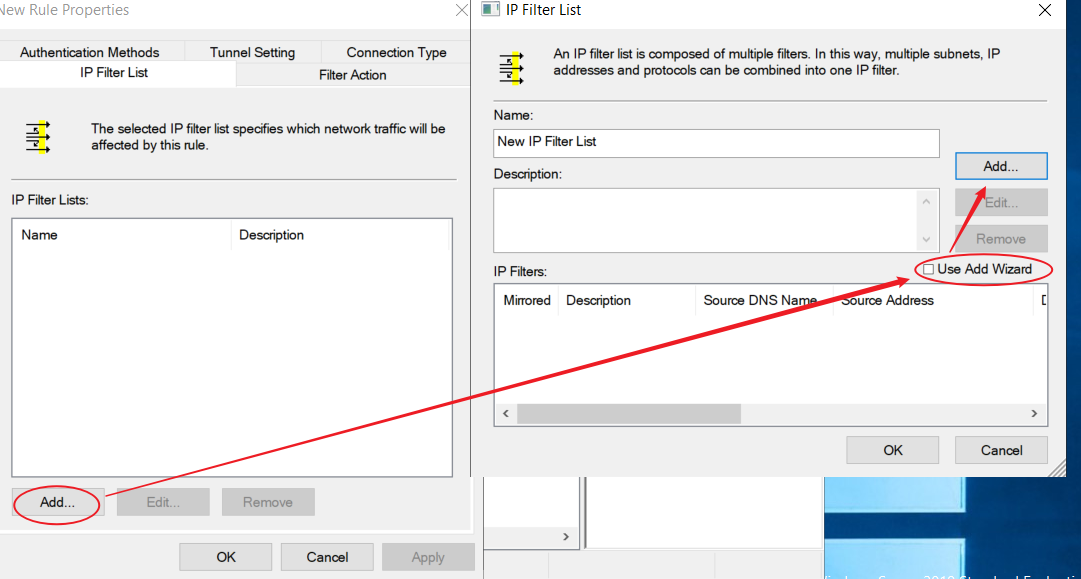 New Rule Properties
Authentication Methods
Tunnel Setting
Connection Type
IP Filter List
Filter Action
The selected IP filter list specifies which network traffic will be
affected by this rule.
IP Filter Lists:
Name
Description
Add...
Edit...
Remove
OK
Cancel
Apply
IP Filter List
An IP filter list is composed of multiple filters. In this way, multiple subnets, IP
addresses and protocols can be combined into one IP filter.
Name:
New IP Filter List
Add...
Description:
Edit...
Remove
IP Filters:
Use Add Wizard
Mirrored
Description
Source DNS Name
Source Address
D
OK
Cancel